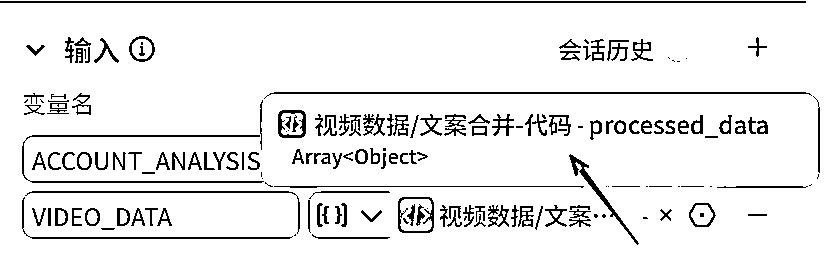 输入 会话历史
变量名
视频数据/文案合并-代码 - processed_data
Array<Object>
ACCOUNT_ANALYSIS
VIDEO_DATA 视频数据/文案… -